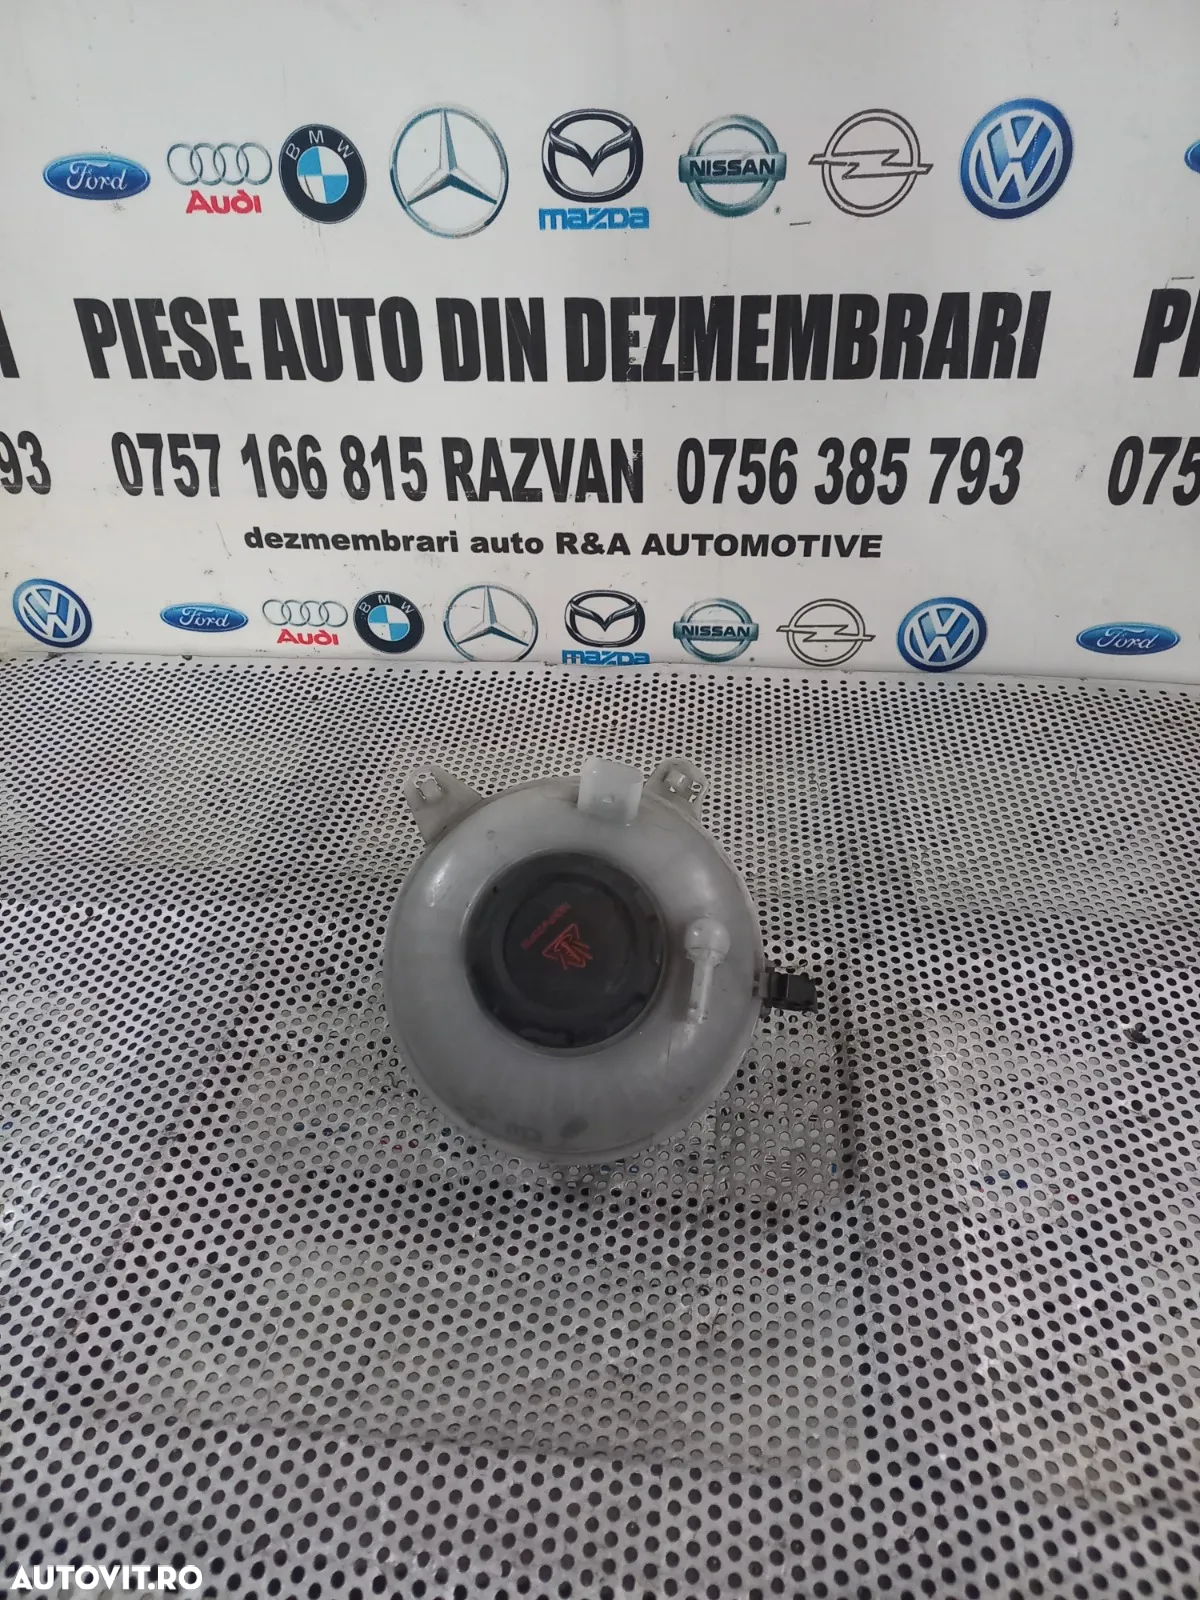 Ford Audi BMW mazda NISSAN
PIESE AUTO DIN DEZMEMBRARI
93 0757 166 815 RAZVAN 0756 385 793 075
dezmembrari auto R&A AUTOMOTIVE
Ford Audi BMW mazda NISSAN Ford
AUTOVIT.RO